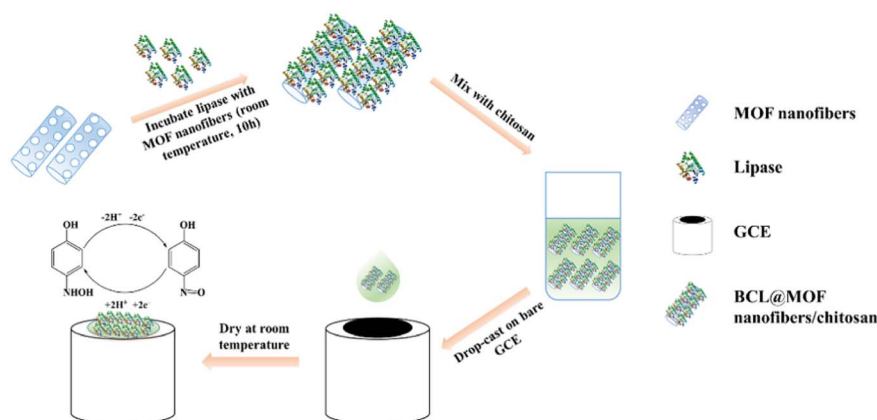 Incubate lipase with
MOF nanofibers (room
temperature, 10h)
Mix with chitosan
MOF nanofibers
Lipase
GCE
BCL@MOF
nanofibers/chitosan
OH
-2H⁺ -2e⁻
OH
NHOH
N=O
+2H⁺ +2e⁻
Dry at room
temperature
Drop-cast on bare
GCE